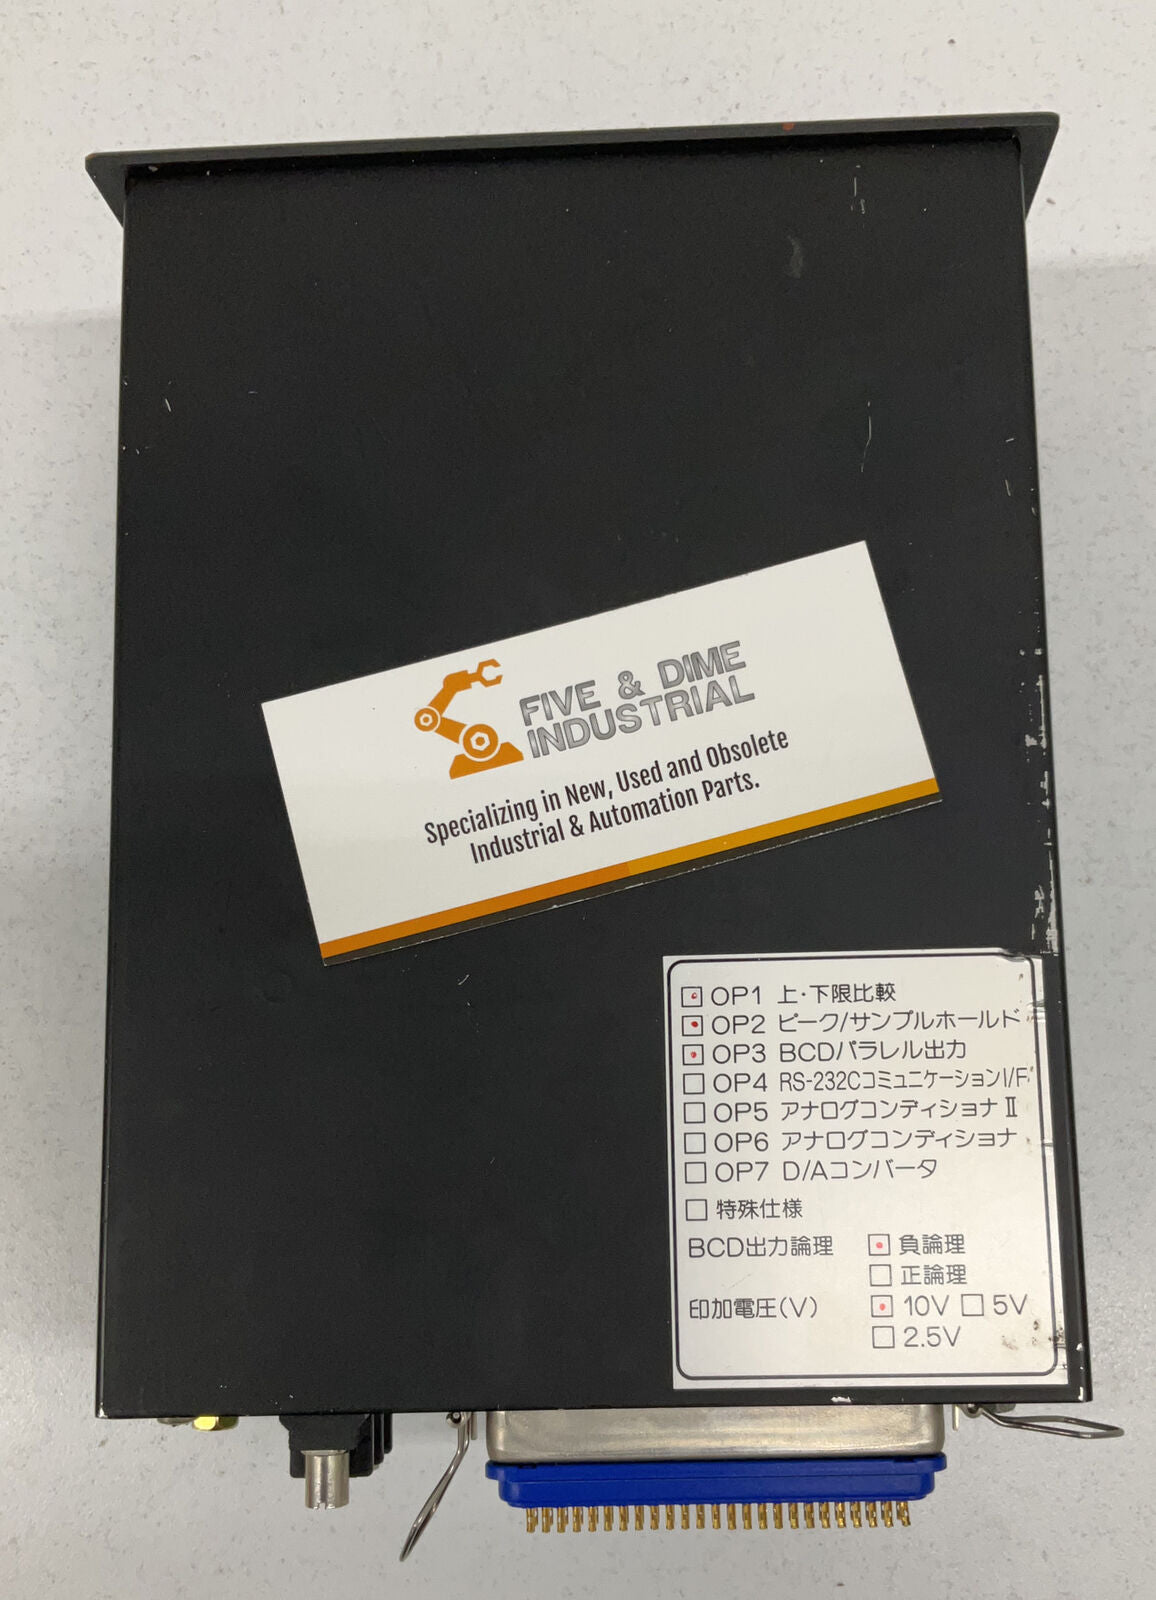 FIVE & DIME
INDUSTRIAL
Specializing in New, Used and Obsolete
Industrial & Automation Parts.
OP1 上・下限比較
OP2 ピーク/サンプルホールド
OP3 BCDパラレル出力
OP4 RS-232CコミュニケーションI/F
OP5 アナログコンディショナⅡ
OP6 アナログコンディショナ
OP7 D/Aコンバータ
特殊仕様
BCD出力論理 負論理
正論理
印加電圧(V) 10V 5V
2.5V